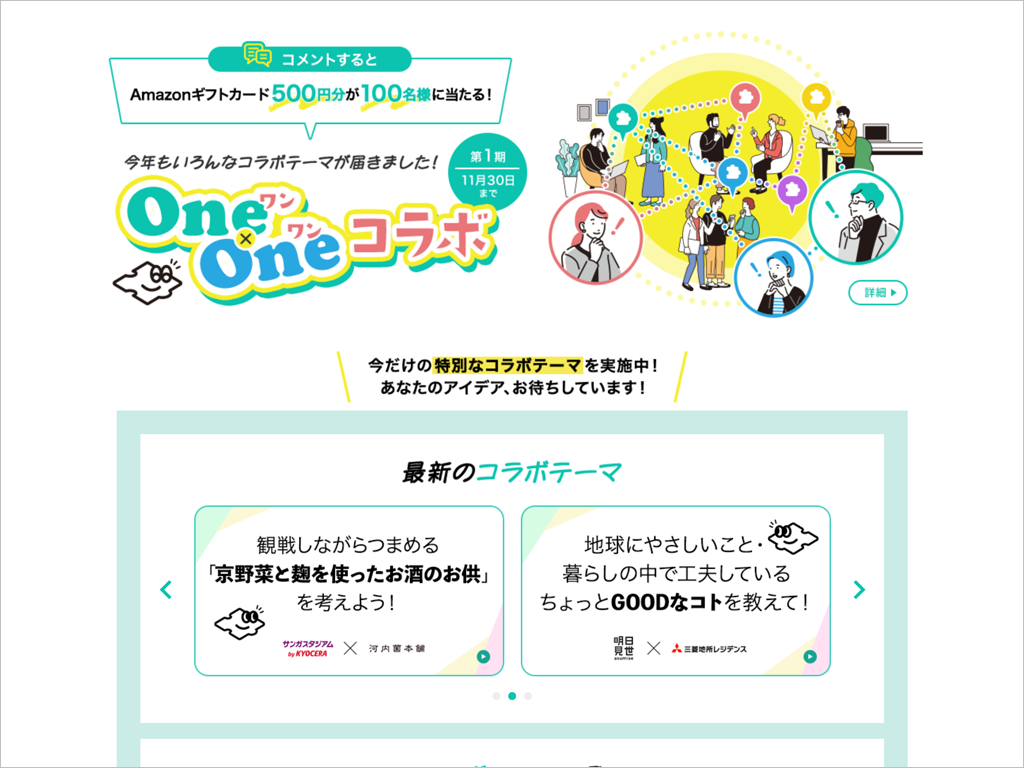 コメントすると
Amazonギフトカード500円分が100名様に当たる！
今年もいろんなコラボテーマが届きました！
第1期
11月30日
まで
Oneワン
×
Oneワン
コラボ
詳細
今だけの特別なコラボテーマを実施中！
あなたのアイデア、お待ちしています！
最新のコラボテーマ
観戦しながらつまめる
「京野菜と麹を使ったお酒のお供」
を考えよう！
サンガスタジアム
by KYOCERA
河内菌本舗
地球にやさしいこと・
暮らしの中で工夫している
ちょっとGOODなコトを教えて！
明日
見世
三菱地所レジデンス